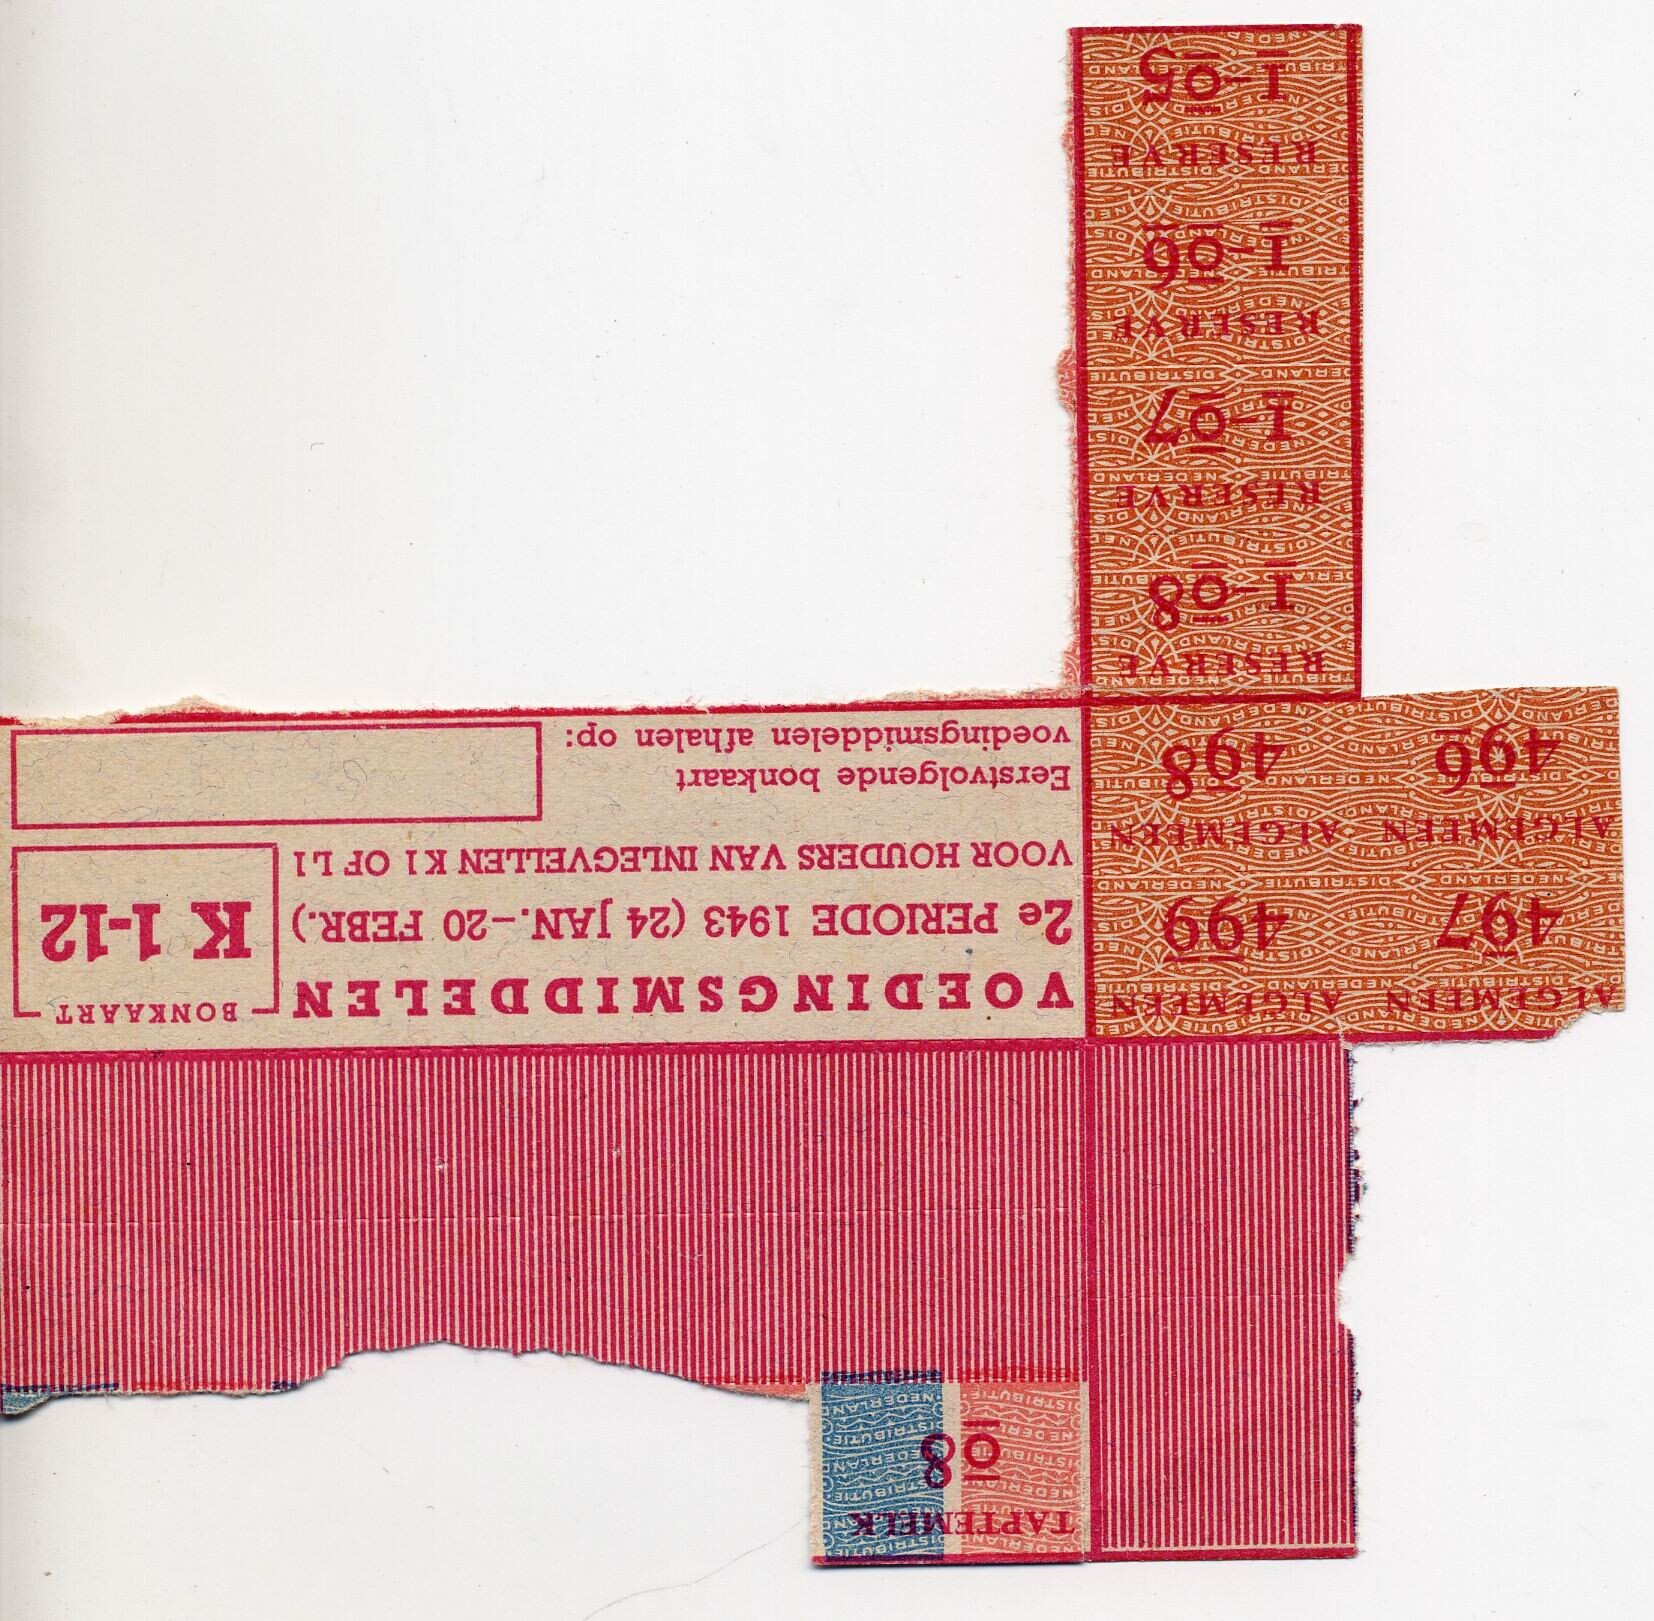 TAPTEMELK
08
ALGEMEEN ALGEMEEN
497 499
ALGEMEEN ALGEMEEN
496 498
VOEDINGSMIDDELEN
2e PERIODE 1943 (24 JAN.–20 FEBR.)
VOOR HOUDERS VAN INLEGVELLEN K1 OF L1
Eerstvolgende bonkaart
voedingsmiddelen afhalen op:
BONKAART
K 1-12
RESERVE
1-08
RESERVE
1-07
RESERVE
1-06
RESERVE
1-05